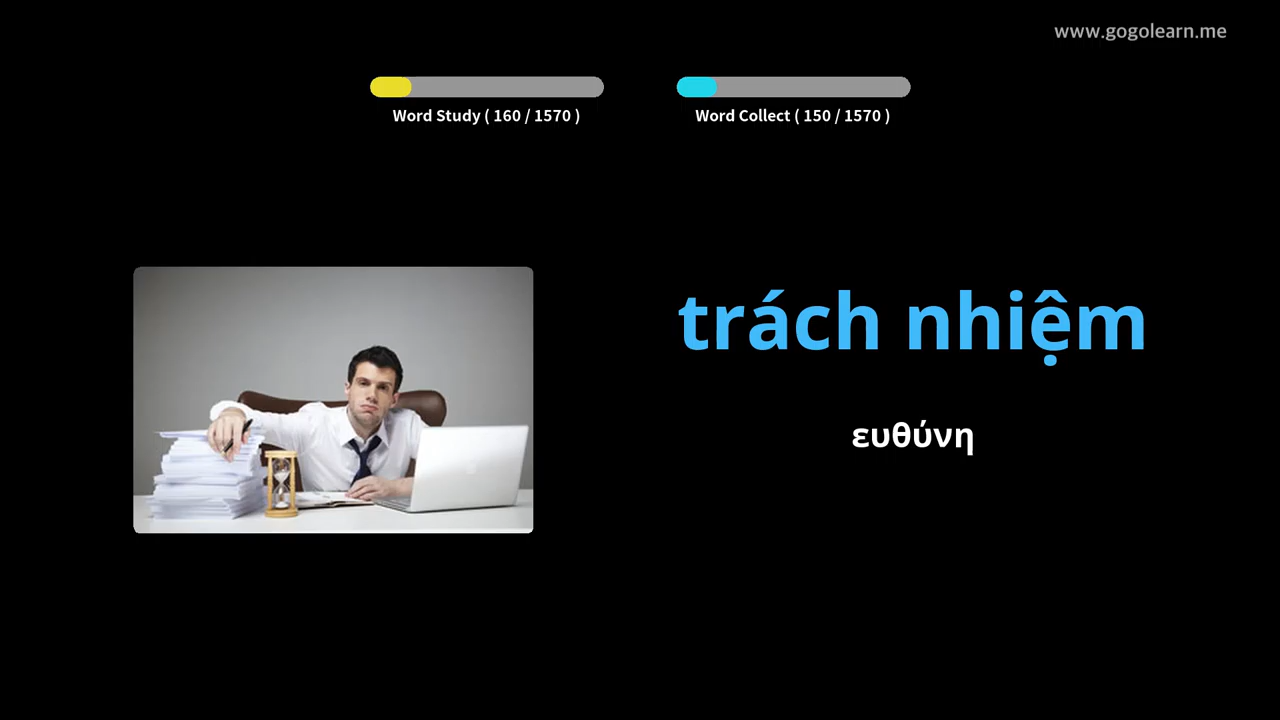 www.gogolearn.me
Word Study ( 160 / 1570 )
Word Collect ( 150 / 1570 )
trách nhiệm
ευθύνη